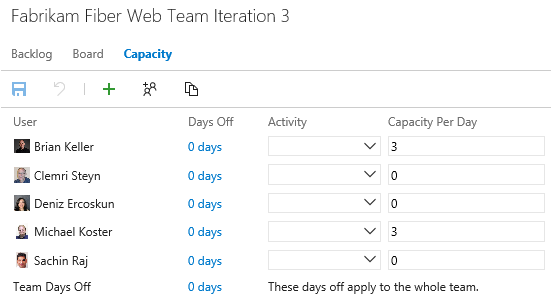 Fabrikam Fiber Web Team Iteration 3
Backlog Board Capacity
User Days Off Activity Capacity Per Day
Brian Keller 0 days 3
Clemri Steyn 0 days 0
Deniz Ercoskun 0 days 0
Michael Koster 0 days 3
Sachin Raj 0 days 0
Team Days Off 0 days These days off apply to the whole team.